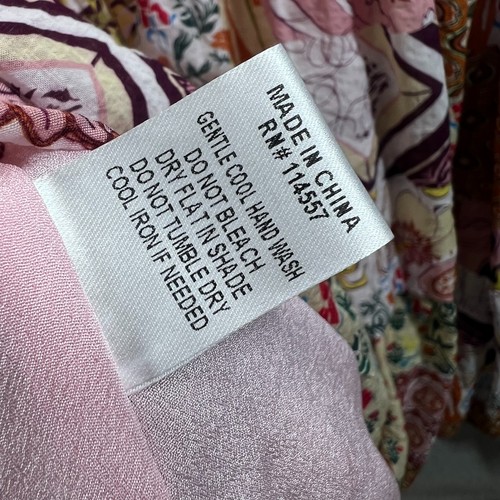 MADE IN CHINA
RN# 114557
GENTLE COOL HAND WASH
DO NOT BLEACH
DRY FLAT IN SHADE
DO NOT TUMBLE DRY
COOL IRON IF NEEDED